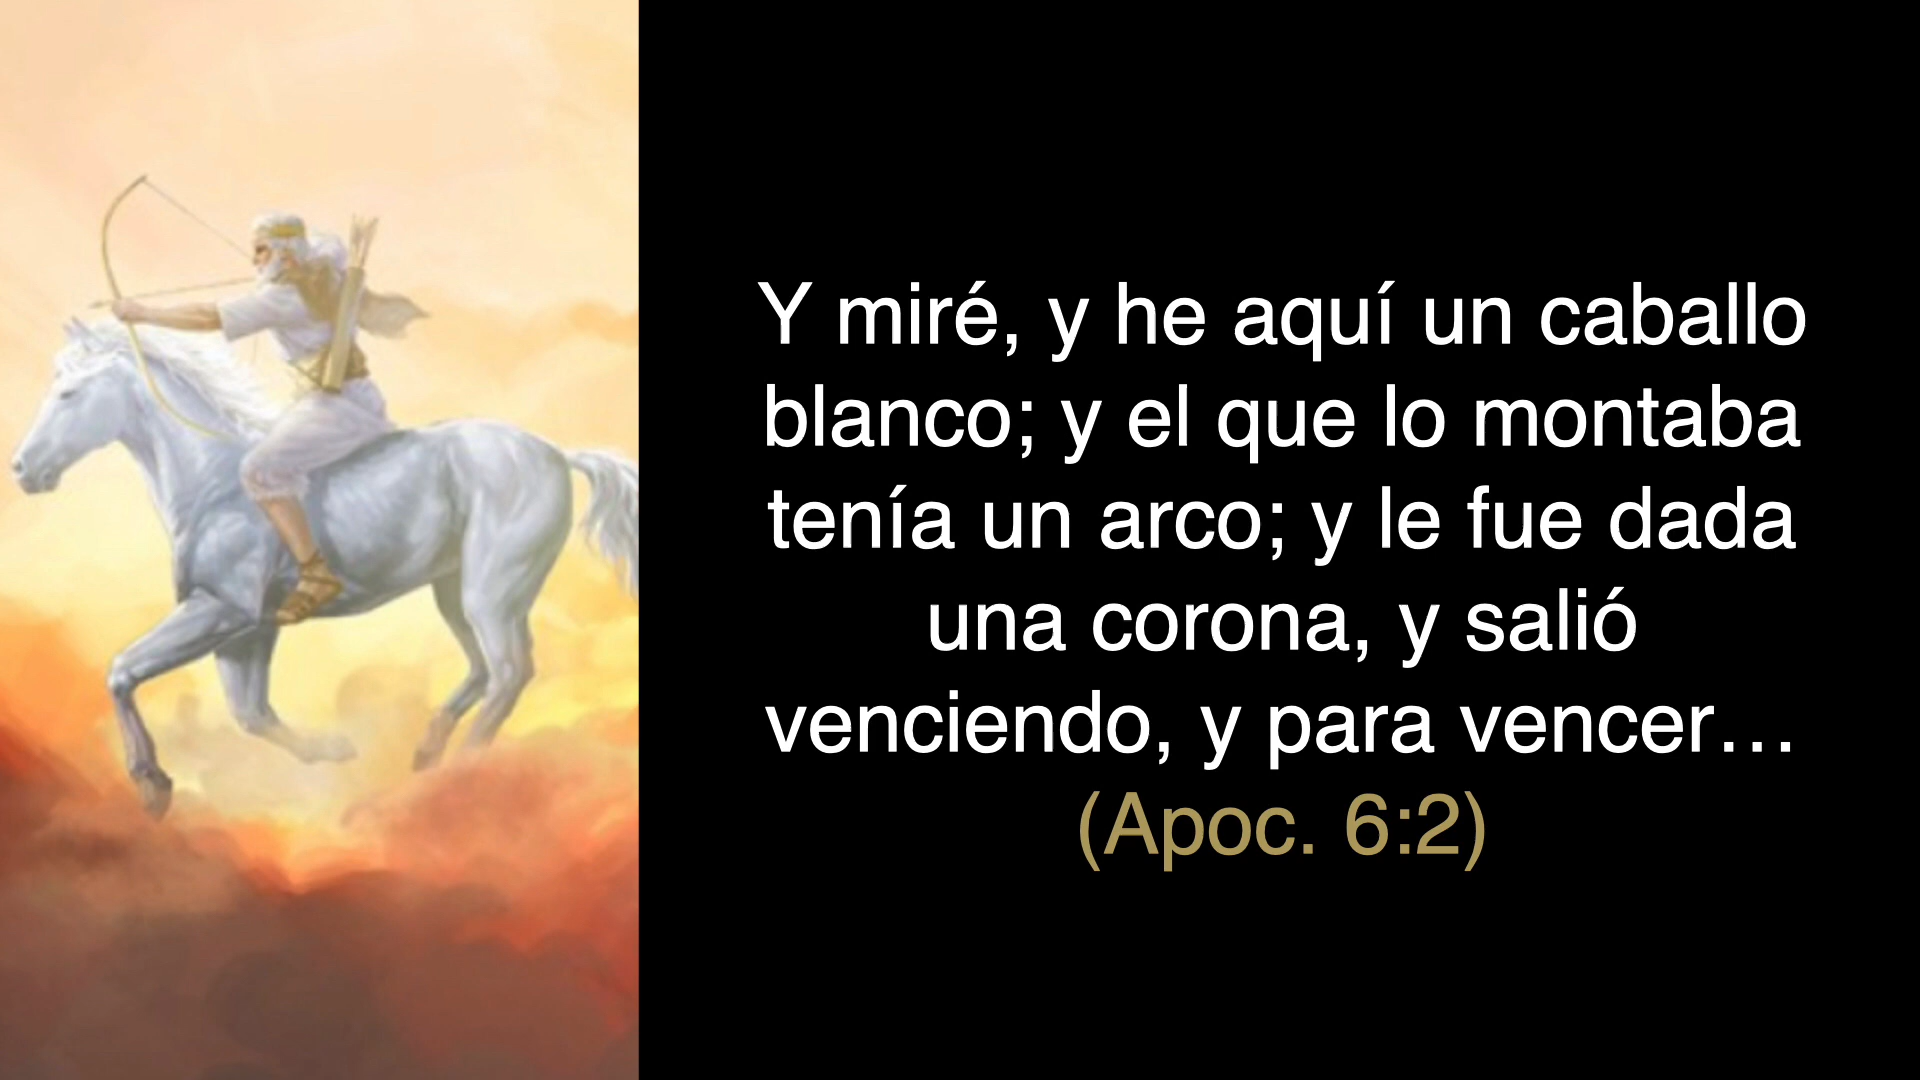 Y miré, y he aquí un caballo
blanco; y el que lo montaba
tenía un arco; y le fue dada
una corona, y salió
venciendo, y para vencer…
(Apoc. 6:2)